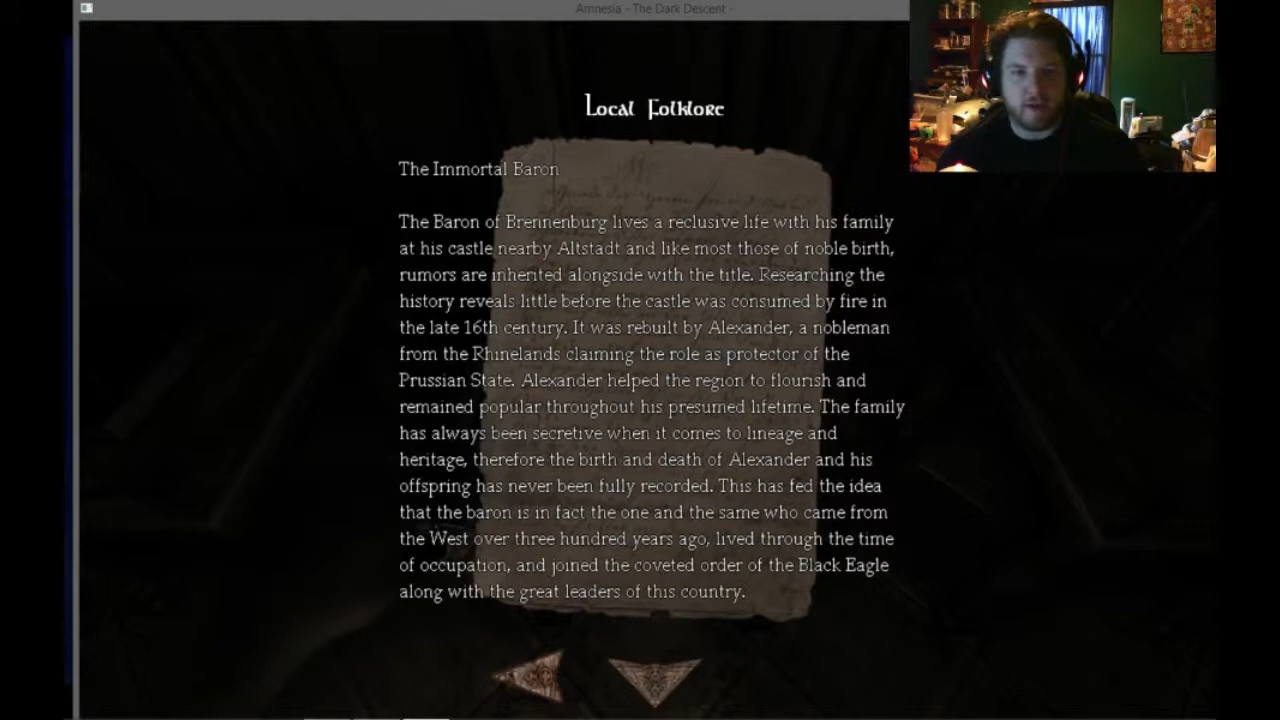 Amnesia - The Dark Descent -
Local Folklore
The Immortal Baron
The Baron of Brennenburg lives a reclusive life with his family
at his castle nearby Altstadt and like most those of noble birth,
rumors are inherited alongside with the title. Researching the
history reveals little before the castle was consumed by fire in
the late 16th century. It was rebuilt by Alexander, a nobleman
from the Rhinelands claiming the role as protector of the
Prussian State. Alexander helped the region to flourish and
remained popular throughout his presumed lifetime. The family
has always been secretive when it comes to lineage and
heritage, therefore the birth and death of Alexander and his
offspring has never been fully recorded. This has fed the idea
that the baron is in fact the one and the same who came from
the West over three hundred years ago, lived through the time
of occupation, and joined the coveted order of the Black Eagle
along with the great leaders of this country.